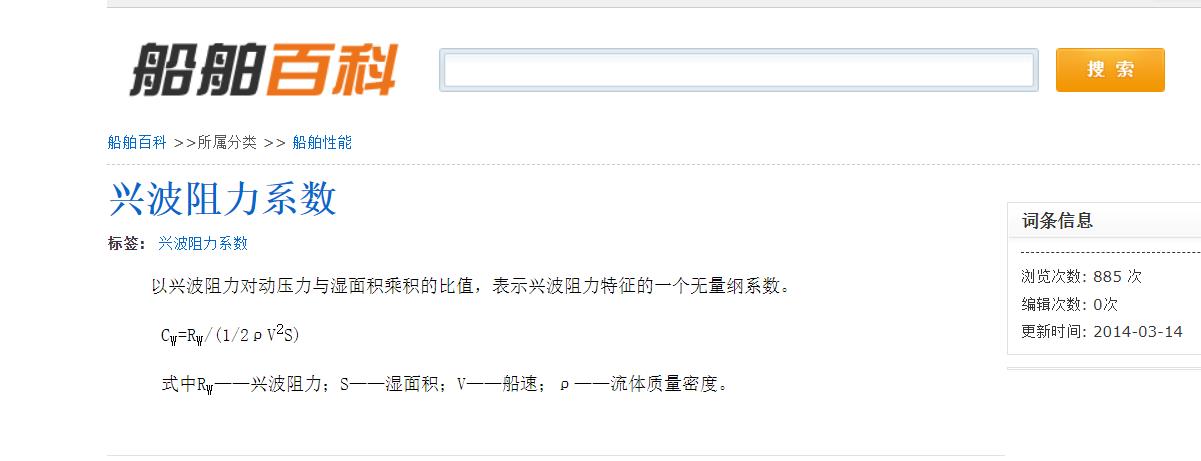 船舶百科
搜 索
船舶百科 >>所属分类 >> 船舶性能
兴波阻力系数
标签： 兴波阻力系数
以兴波阻力对动压力与湿面积乘积的比值，表示兴波阻力特征的一个无量纲系数。
C_W=R_W/(1/2ρV²S)
式中R_W——兴波阻力；S——湿面积；V——船速；ρ——流体质量密度。
词条信息
浏览次数: 885 次
编辑次数: 0次
更新时间: 2014-03-14